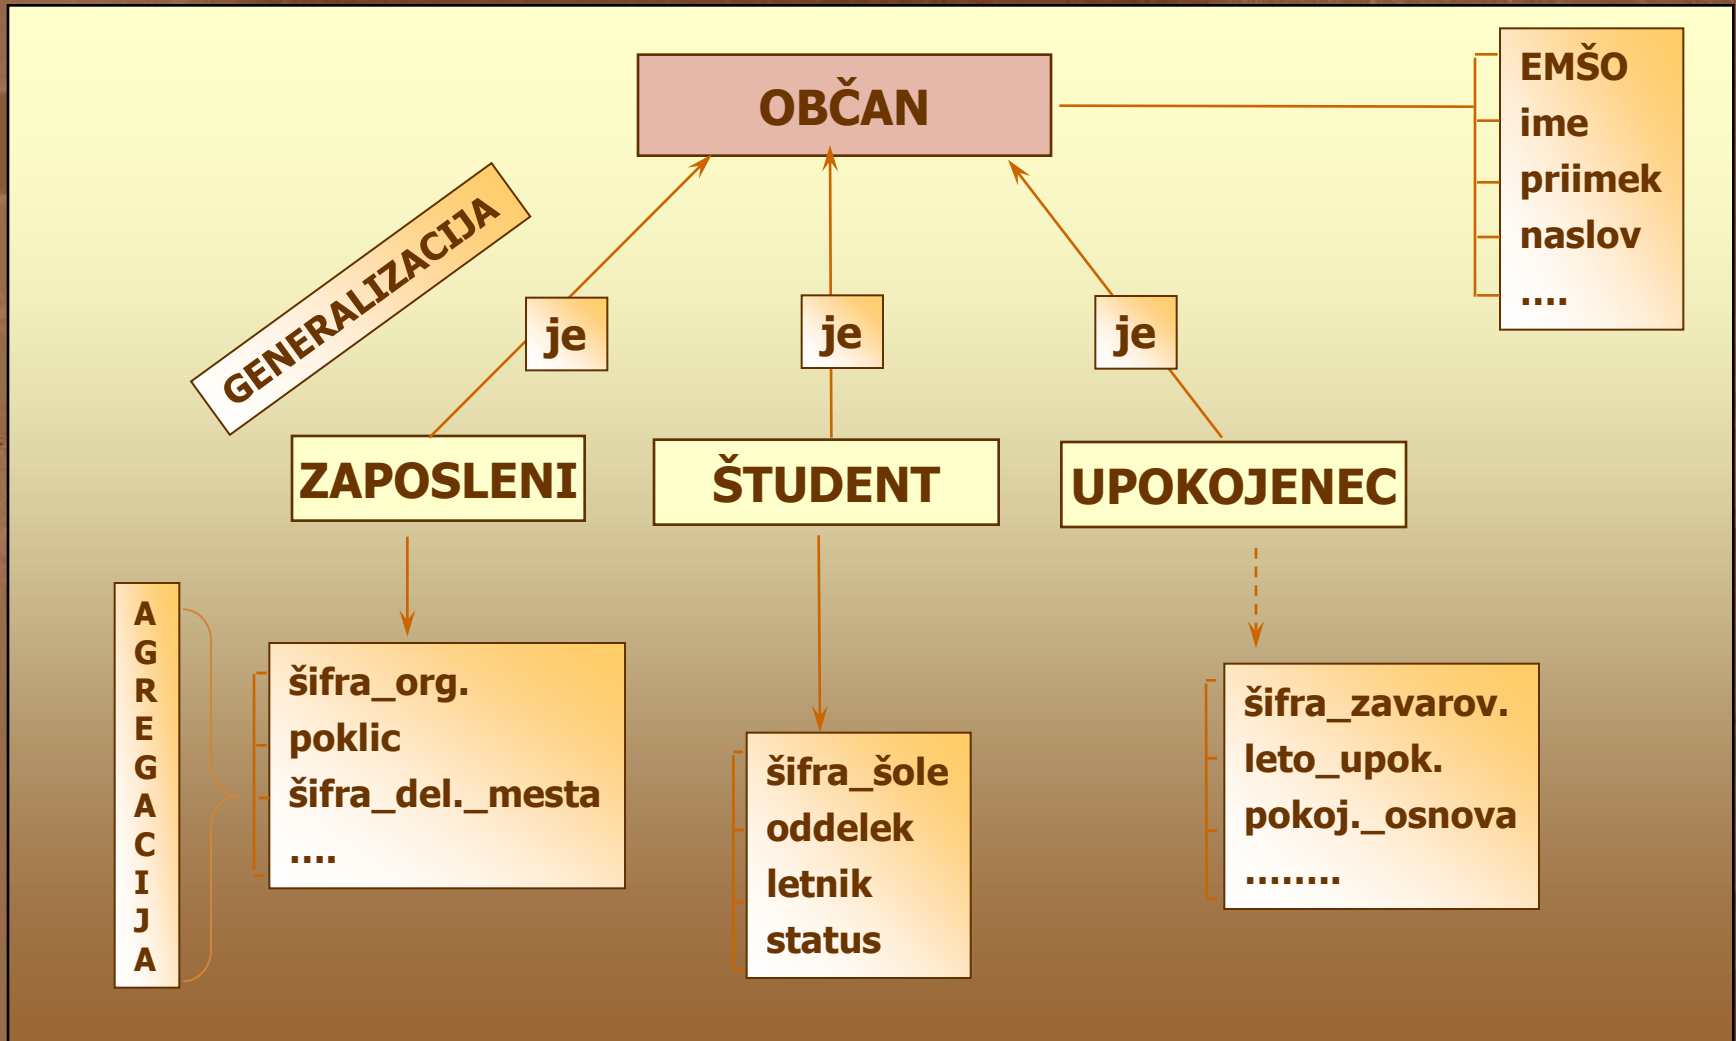 OBČAN
EMŠO
ime
priimek
naslov
....
GENERALIZACIJA
je
je
je
ZAPOSLENI
ŠTUDENT
UPOKOJENEC
A
G
R
E
G
A
C
I
J
A
šifra_org.
poklic
šifra_del._mesta
....
šifra_šole
oddelek
letnik
status
šifra_zavarov.
leto_upok.
pokoj._osnova
........